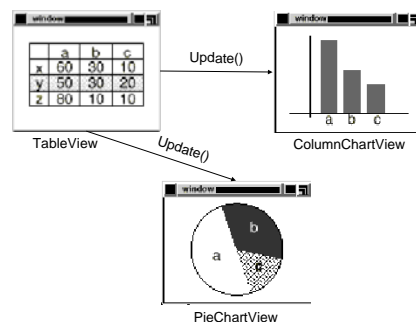 window
a b c
x 60 30 10
y 50 30 20
z 80 10 10
TableView
Update()
window
a b c
ColumnChartView
Update()
window
b
a
c
PieChartView